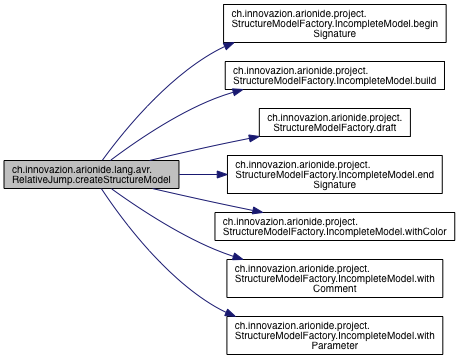 ch.innovazion.arionide.project.
StructureModelFactory.IncompleteModel.begin
Signature
ch.innovazion.arionide.project.
StructureModelFactory.IncompleteModel.build
ch.innovazion.arionide.project.
StructureModelFactory.draft
ch.innovazion.arionide.lang.avr.
RelativeJump.createStructureModel
ch.innovazion.arionide.project.
StructureModelFactory.IncompleteModel.end
Signature
ch.innovazion.arionide.project.
StructureModelFactory.IncompleteModel.withColor
ch.innovazion.arionide.project.
StructureModelFactory.IncompleteModel.with
Comment
ch.innovazion.arionide.project.
StructureModelFactory.IncompleteModel.with
Parameter